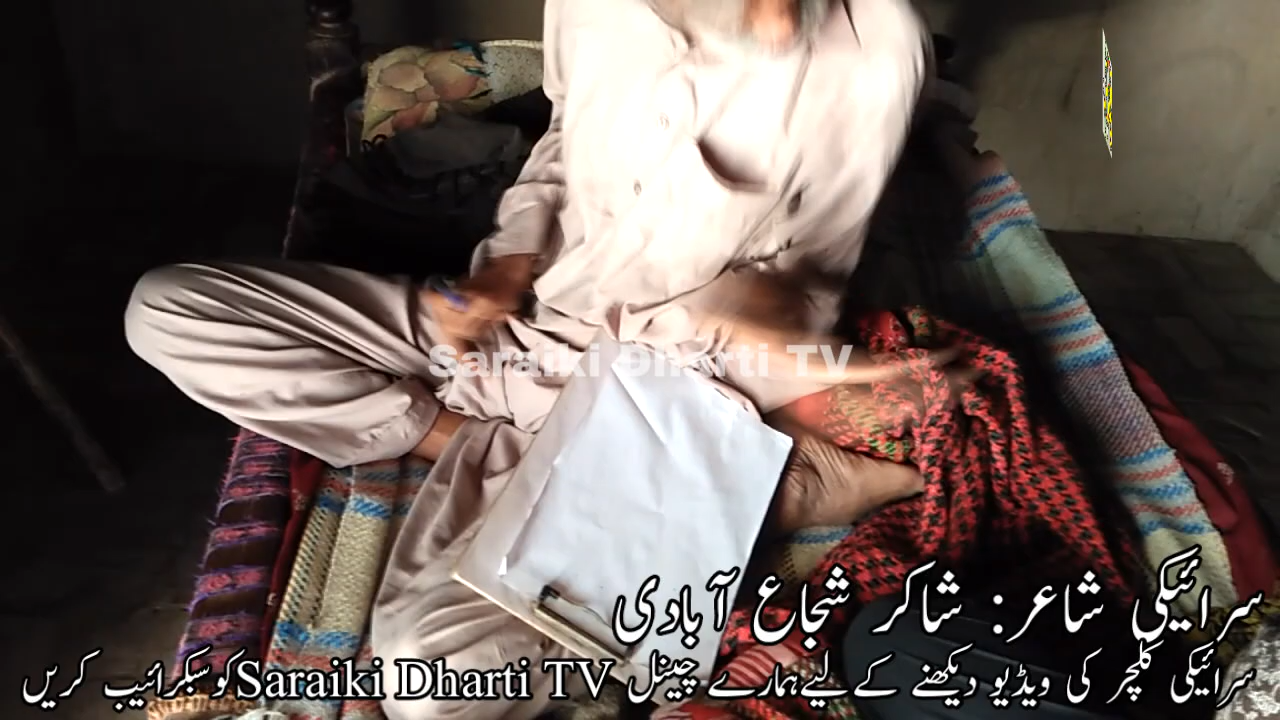 Saraiki Dharti TV
سرائیکی شاعر: شاکر شجاع آبادی
سرائیکی کلچر کی ویڈیو دیکھنے کے لیے ہمارے چینل Saraiki Dharti TV کو سبکرائیب کریں